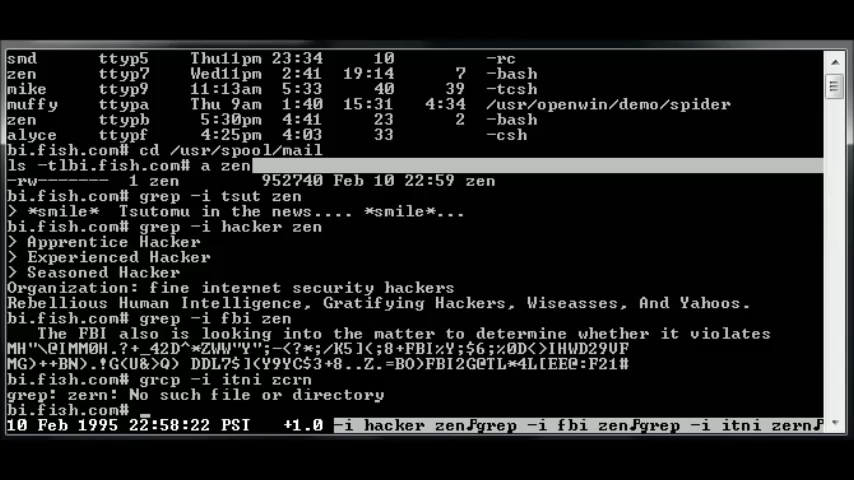 smd ttyp5 Thu11pm 23:34 10 -rc
zen ttyp7 Wed11pm 2:41 19:14 7 -bash
mike ttyp9 11:13am 5:33 40 39 -tcsh
muffy ttypa Thu 9am 1:40 15:31 4:34 /usr/openwin/demo/spider
zen ttypb 5:30pm 4:41 23 2 -bash
alyce ttypf 4:25pm 4:03 33 -csh
bi.fish.com# cd /usr/spool/mail
ls -tlbi.fish.com# a zen
-rw------- 1 zen 952740 Feb 10 22:59 zen
bi.fish.com# grep -i tsut zen
> *smile* Tsutomu in the news.... *smile*...
bi.fish.com# grep -i hacker zen
> Apprentice Hacker
> Experienced Hacker
> Seasoned Hacker
Organization: fine internet security hackers
Rebellious Human Intelligence, Gratifying Hackers, Wiseasses, And Yahoos.
bi.fish.com# grep -i fbi zen
The FBI also is looking into the matter to determine whether it violates
MH"\@IMM0H.?+_42D^*ZWW"Y";-<(?*;/K5](;8+FBI%Y;$6;%0D<>IHWD29VF
MG)++BN>.!G(U&>Q) DDL7$](Y9YC$3+8..Z.=BO)FBI2G@TL*4L[EE@:F21#
bi.fish.com# grcp -i itni zcrn
grep: zern: No such file or directory
bi.fish.com# _
10 Feb 1995 22:58:22 PSI +1.0 -i hacker zen♪grep -i fbi zen♪grep -i itni zern♪